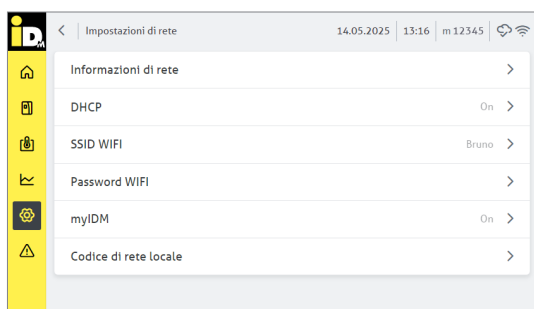 iDM
Impostazioni di rete 14.05.2025 13:16 m 12345
Informazioni di rete
DHCP On
SSID WIFI Bruno
Password WIFI
myIDM On
Codice di rete locale